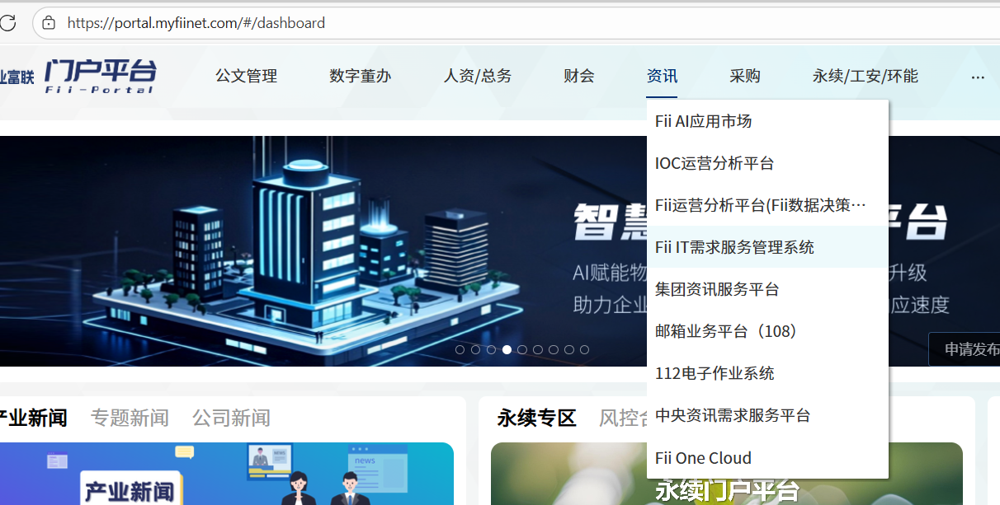 https://portal.myfiinet.com/#/dashboard
业富联 门户平台
Fii-Portal
公文管理 数字董办 人资/总务 财会 资讯 采购 永续/工安/环能 ...
Fii AI应用市场
IOC运营分析平台
Fii运营分析平台(Fii数据决策…
Fii IT需求服务管理系统
集团资讯服务平台
邮箱业务平台（108）
112电子作业系统
中央资讯需求服务平台
Fii One Cloud
智慧 平台
AI赋能物 升级
助力企业 应速度
申请发布
产业新闻 专题新闻 公司新闻
永续专区 风控合
news
news
产业新闻
永续门户平台